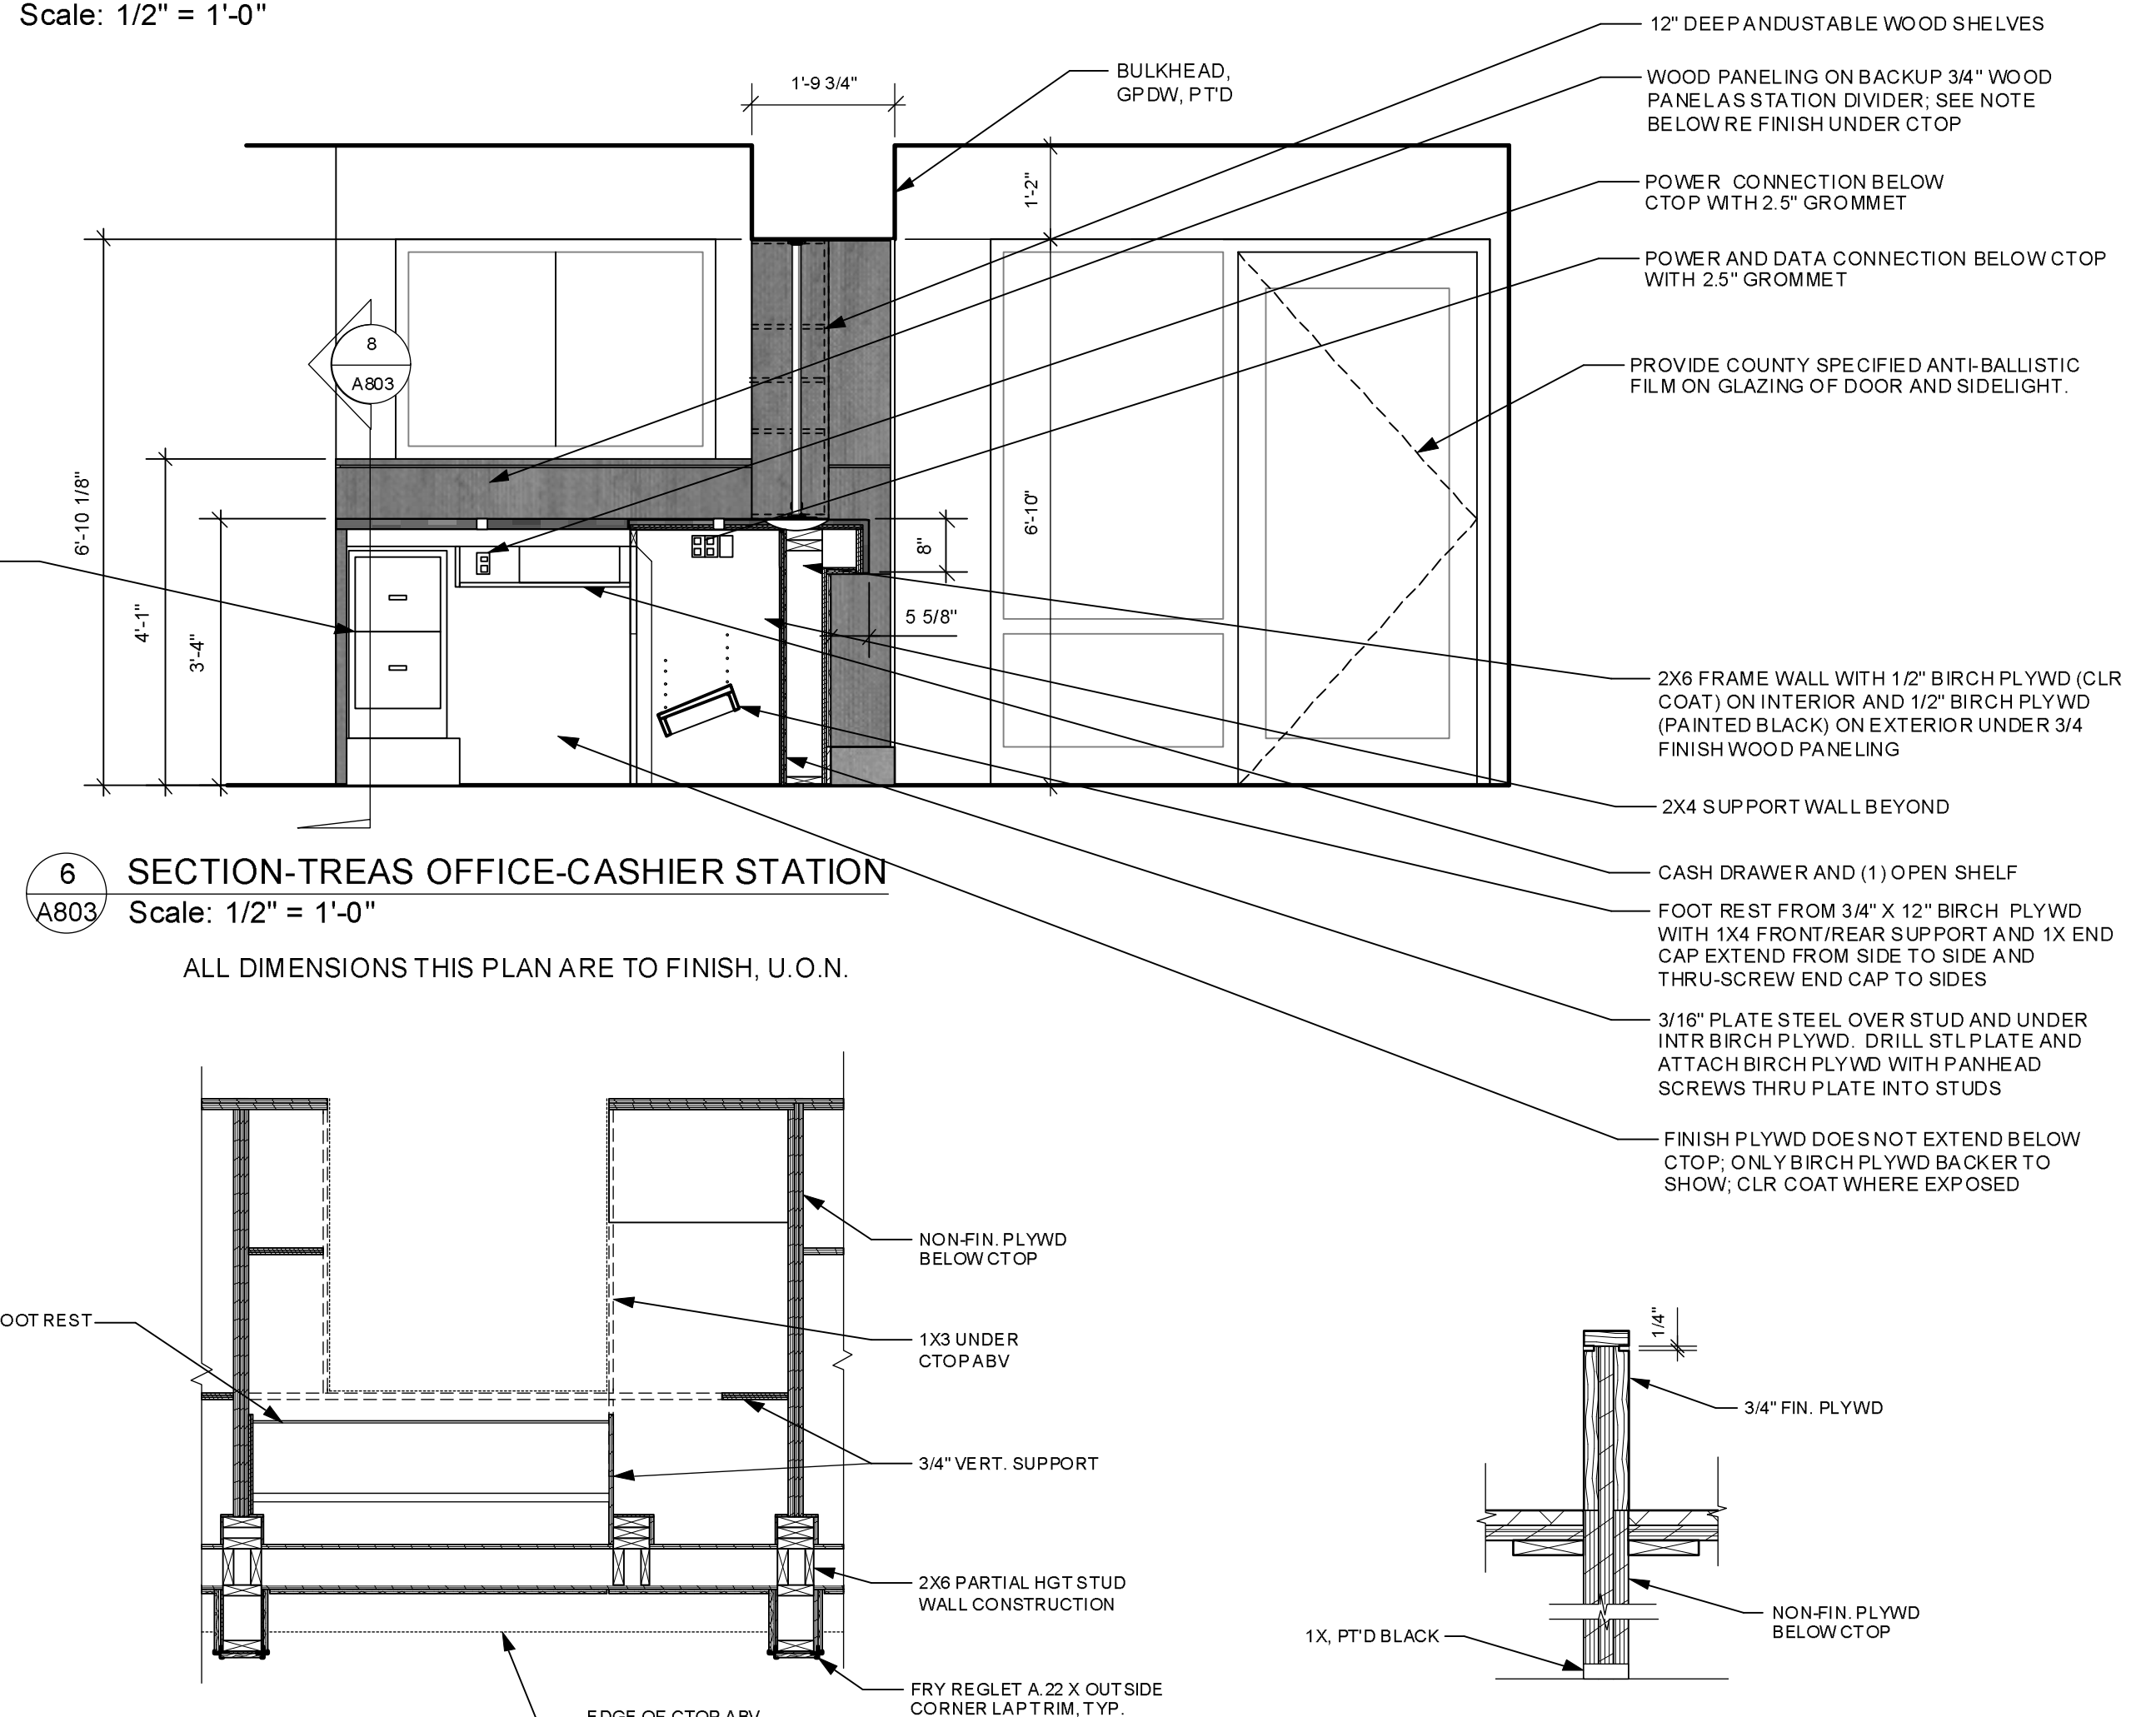 Scale: 1/2" = 1'-0"
12" DEEP ANDUSTABLE WOOD SHELVES
BULKHEAD,
GPDW, PT'D
1'-9 3/4"
WOOD PANELING ON BACKUP 3/4" WOOD
PANEL AS STATION DIVIDER; SEE NOTE
BELOW RE FINISH UNDER CTOP
1'-2"
POWER CONNECTION BELOW
CTOP WITH 2.5" GROMMET
POWER AND DATA CONNECTION BELOW CTOP
WITH 2.5" GROMMET
8
A803
PROVIDE COUNTY SPECIFIED ANTI-BALLISTIC
FILM ON GLAZING OF DOOR AND SIDELIGHT.
6'-10 1/8"
4'-1"
3'-4"
6'-10"
8"
5 5/8"
2X6 FRAME WALL WITH 1/2" BIRCH PLYWD (CLR
COAT) ON INTERIOR AND 1/2" BIRCH PLYWD
(PAINTED BLACK) ON EXTERIOR UNDER 3/4
FINISH WOOD PANELING
2X4 SUPPORT WALL BEYOND
CASH DRAWER AND (1) OPEN SHELF
FOOT REST FROM 3/4" X 12" BIRCH PLYWD
WITH 1X4 FRONT/REAR SUPPORT AND 1X END
CAP EXTEND FROM SIDE TO SIDE AND
THRU-SCREW END CAP TO SIDES
3/16" PLATE STEEL OVER STUD AND UNDER
INTR BIRCH PLYWD. DRILL STL PLATE AND
ATTACH BIRCH PLYWD WITH PANHEAD
SCREWS THRU PLATE INTO STUDS
FINISH PLYWD DOES NOT EXTEND BELOW
CTOP; ONLY BIRCH PLYWD BACKER TO
SHOW; CLR COAT WHERE EXPOSED
6
A803
SECTION-TREAS OFFICE-CASHIER STATION
Scale: 1/2" = 1'-0"
ALL DIMENSIONS THIS PLAN ARE TO FINISH, U.O.N.
NON-FIN. PLYWD
BELOW CTOP
OOT REST
1X3 UNDER
CTOP ABV
3/4" VERT. SUPPORT
2X6 PARTIAL HGT STUD
WALL CONSTRUCTION
FRY REGLET A.22 X OUTSIDE
CORNER LAP TRIM, TYP.
EDGE OF CTOP ABV
1/4"
3/4" FIN. PLYWD
NON-FIN. PLYWD
BELOW CTOP
1X, PT'D BLACK